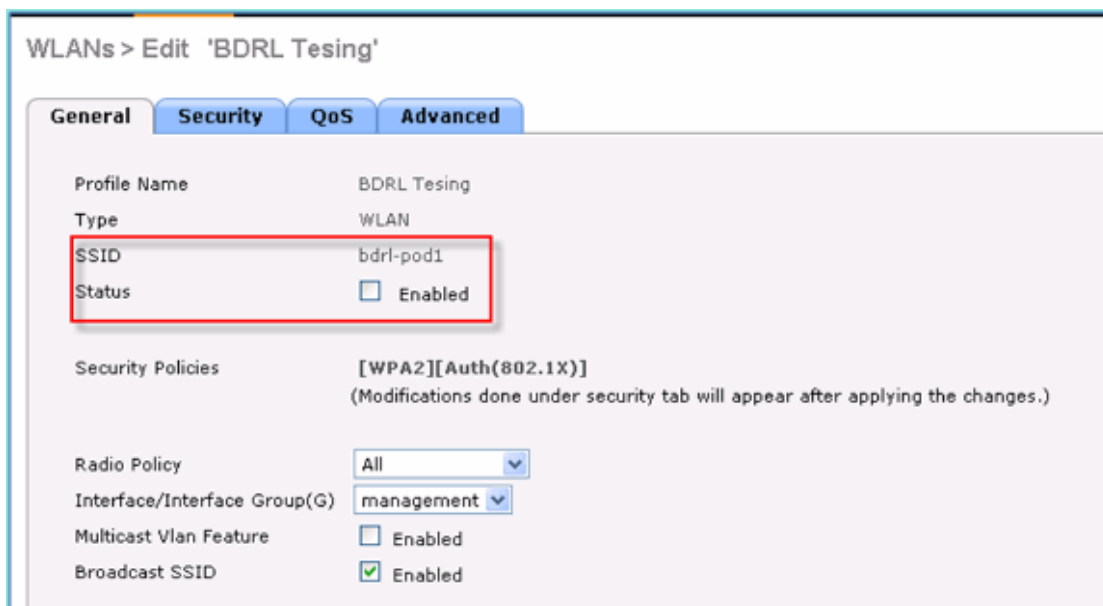 WLANs > Edit 'BDRL Tesing'
General Security QoS Advanced
Profile Name BDRL Tesing
Type WLAN
SSID bdrl-pod1
Status Enabled
Security Policies [WPA2][Auth(802.1X)]
(Modifications done under security tab will appear after applying the changes.)
Radio Policy All
Interface/Interface Group(G) management
Multicast Vlan Feature Enabled
Broadcast SSID Enabled